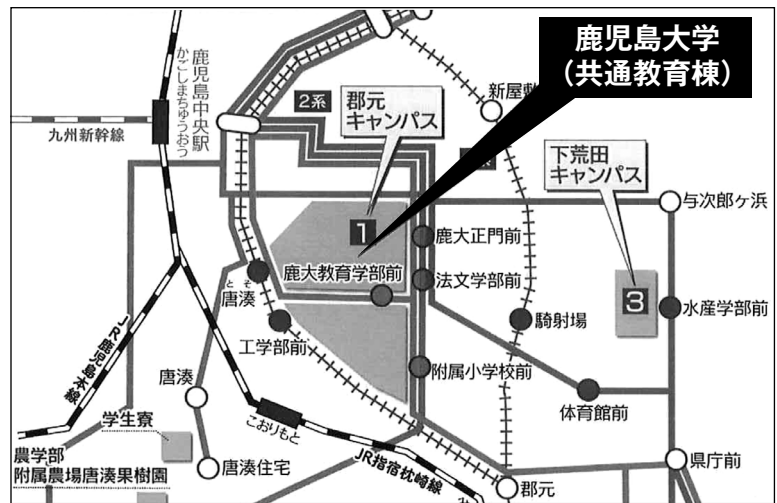 鹿児島大学
（共通教育棟）
鹿児島中央駅
かごしまちゅうおう
九州新幹線
2系
郡元
キャンパス
新屋敷
下荒田
キャンパス
与次郎ヶ浜
1
鹿大正門前
鹿大教育学部前
法文学部前
とそ
唐湊
3
水産学部前
工学部前
騎射場
JR鹿児島本線
唐湊
附属小学校前
体育館前
学生寮
こおりもと
農学部
附属農場唐湊果樹園
唐湊住宅
JR指宿枕崎線
郡元
県庁前